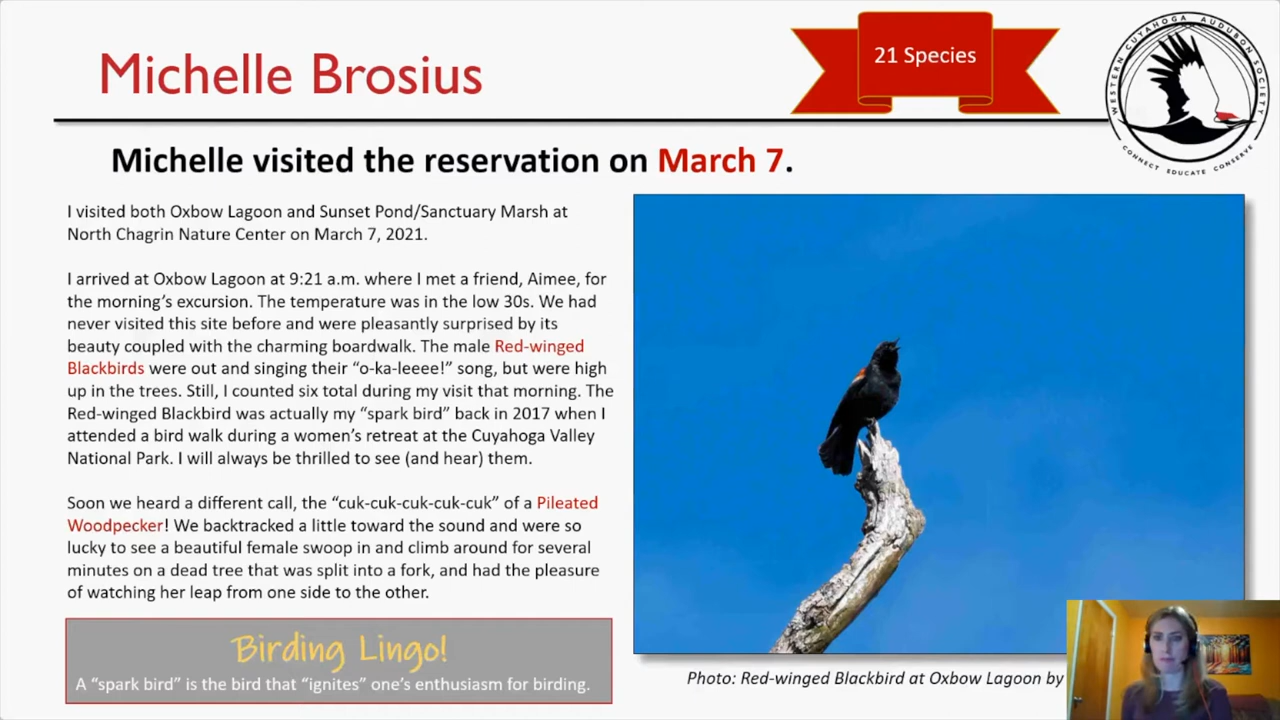 Michelle Brosius
21 Species
WESTERN CUYAHOGA AUDUBON SOCIETY
CONNECT EDUCATE CONSERVE
Michelle visited the reservation on March 7.
I visited both Oxbow Lagoon and Sunset Pond/Sanctuary Marsh at
North Chagrin Nature Center on March 7, 2021.
I arrived at Oxbow Lagoon at 9:21 a.m. where I met a friend, Aimee, for
the morning’s excursion. The temperature was in the low 30s. We had
never visited this site before and were pleasantly surprised by its
beauty coupled with the charming boardwalk. The male Red-winged
Blackbirds were out and singing their “o-ka-leeee!” song, but were high
up in the trees. Still, I counted six total during my visit that morning. The
Red-winged Blackbird was actually my “spark bird” back in 2017 when I
attended a bird walk during a women’s retreat at the Cuyahoga Valley
National Park. I will always be thrilled to see (and hear) them.
Soon we heard a different call, the “cuk-cuk-cuk-cuk-cuk” of a Pileated
Woodpecker! We backtracked a little toward the sound and were so
lucky to see a beautiful female swoop in and climb around for several
minutes on a dead tree that was split into a fork, and had the pleasure
of watching her leap from one side to the other.
Birding Lingo!
A “spark bird” is the bird that “ignites” one’s enthusiasm for birding.
Photo: Red-winged Blackbird at Oxbow Lagoon by